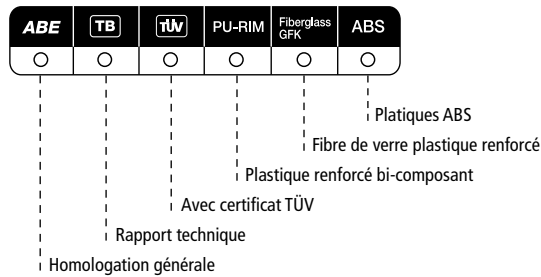 ABE TB TÜV PU-RIM Fiberglass GFK ABS
Platiques ABS
Fibre de verre plastique renforcé
Plastique renforcé bi-composant
Avec certificat TÜV
Rapport technique
Homologation générale